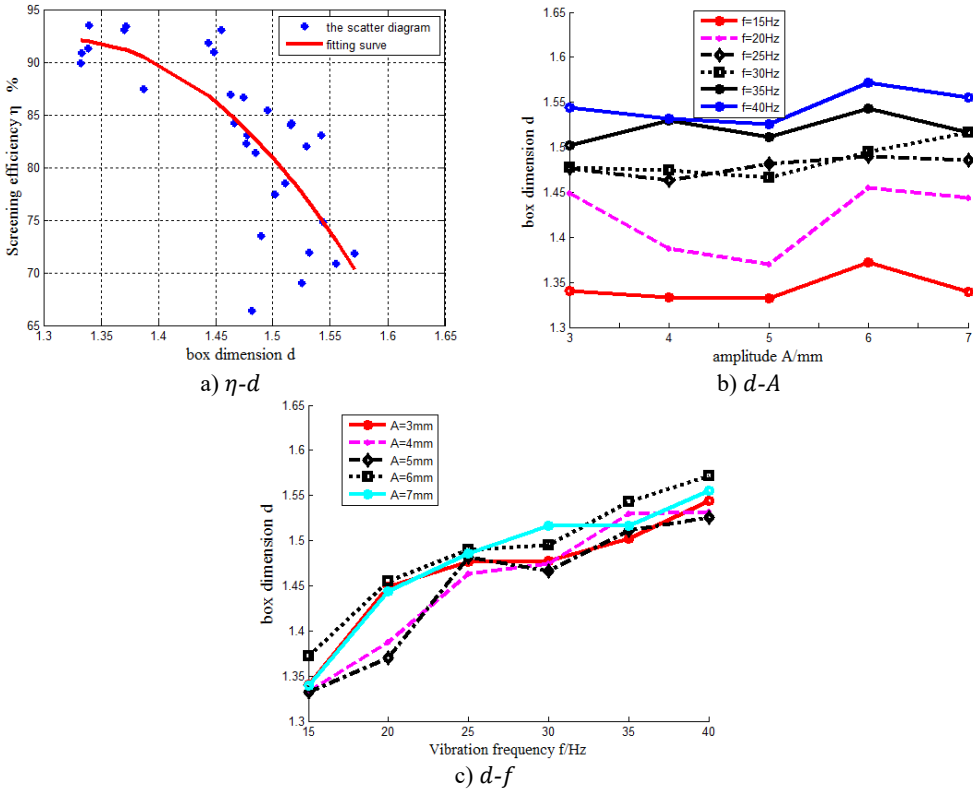 95
90
85
80
75
70
65
Screening efficiency η %
the scatter diagram
fitting surve
1.3
1.35
1.4
1.45
1.5
1.55
1.6
1.65
box dimension d
a) η-d
1.65
1.6
1.55
1.5
1.45
1.4
1.35
1.3
box dimension d
f=15Hz
f=20Hz
f=25Hz
f=30Hz
f=35Hz
f=40Hz
3
4
5
6
7
amplitude A/mm
b) d-A
1.65
1.6
1.55
1.5
1.45
1.4
1.35
1.3
box dimension d
A=3mm
A=4mm
A=5mm
A=6mm
A=7mm
15
20
25
30
35
40
Vibration frequency f/Hz
c) d-f